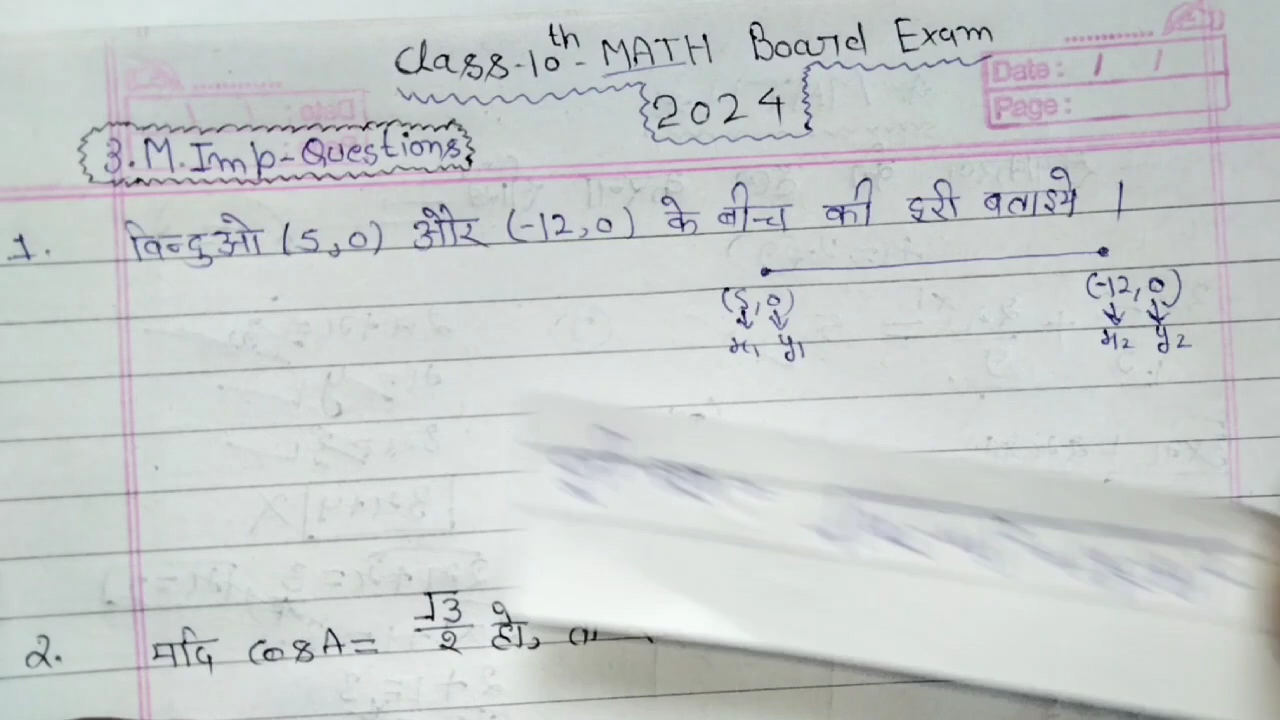 Class-10th-MATH Board Exam
2024
Date: / /
Page:
3.M.Imp-Questions
1. विन्दुओ (5,0) और (-12,0) के बीच की दुरी बताइये |
(5,0) (-12,0)
x₁ y₁ x₂ y₂
2. यदि cosA= √3/2 हो,